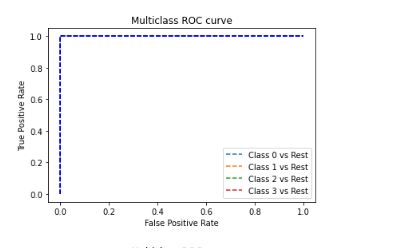 Multiclass ROC curve
1.0
0.8
0.6
0.4
0.2
0.0
True Positive Rate
Class 0 vs Rest
Class 1 vs Rest
Class 2 vs Rest
Class 3 vs Rest
0.0 0.2 0.4 0.6 0.8 1.0
False Positive Rate